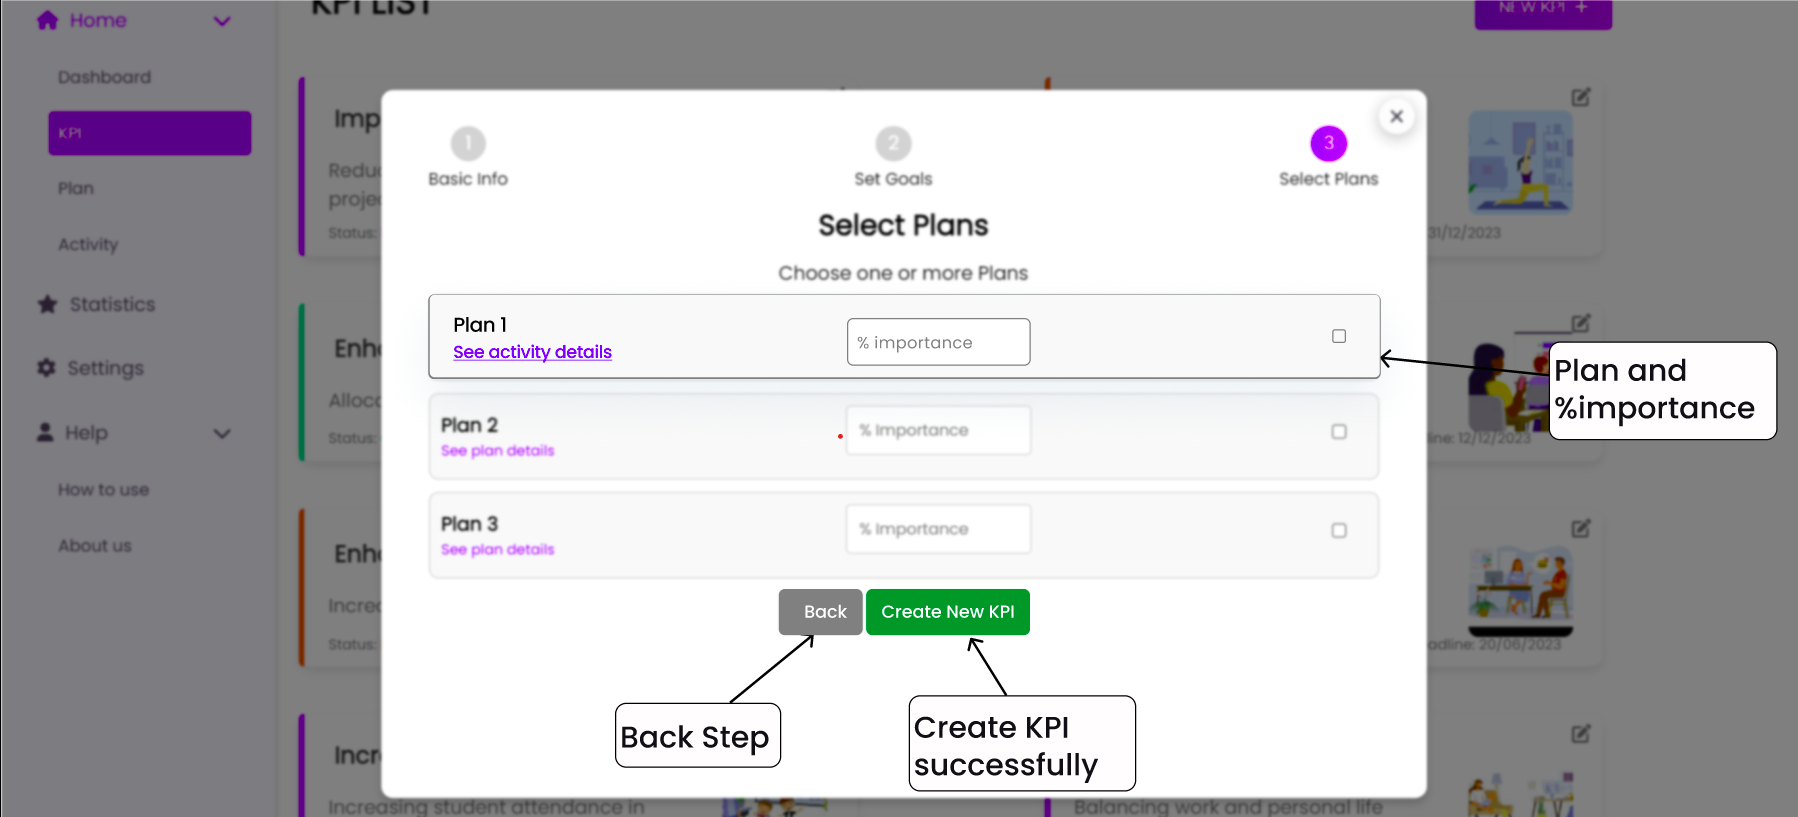 KPI LIST
NEW KPI +
Home
Dashboard
KPI
Plan
Activity
Statistics
Settings
Help
How to use
About us
Imp
Reduc
projec
Status:
31/12/2023
1
2
3
Basic Info
Set Goals
Select Plans
Select Plans
Choose one or more Plans
Plan 1
See activity details
% importance
Plan 2
See plan details
% Importance
Plan 3
See plan details
% Importance
Back
Create New KPI
Back Step
Create KPI
successfully
Plan and
%importance
Enh
Alloc
Status:
line: 12/12/2023
Enh
Increa
Status:
adline: 20/06/2023
Incr
Increasing student attendance in
Balancing work and personal life